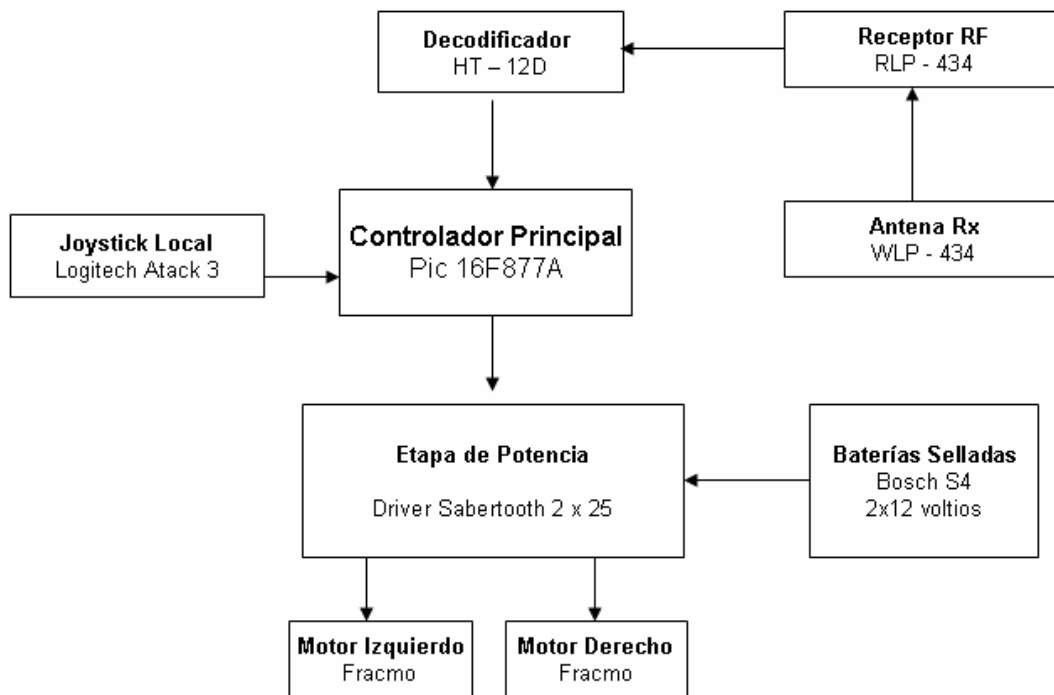 Decodificador
HT – 12D
Receptor RF
RLP - 434
Joystick Local
Logitech Atack 3
Controlador Principal
Pic 16F877A
Antena Rx
WLP - 434
Etapa de Potencia
Driver Sabertooth 2 x 25
Baterías Selladas
Bosch S4
2x12 voltios
Motor Izquierdo
Fracmo
Motor Derecho
Fracmo